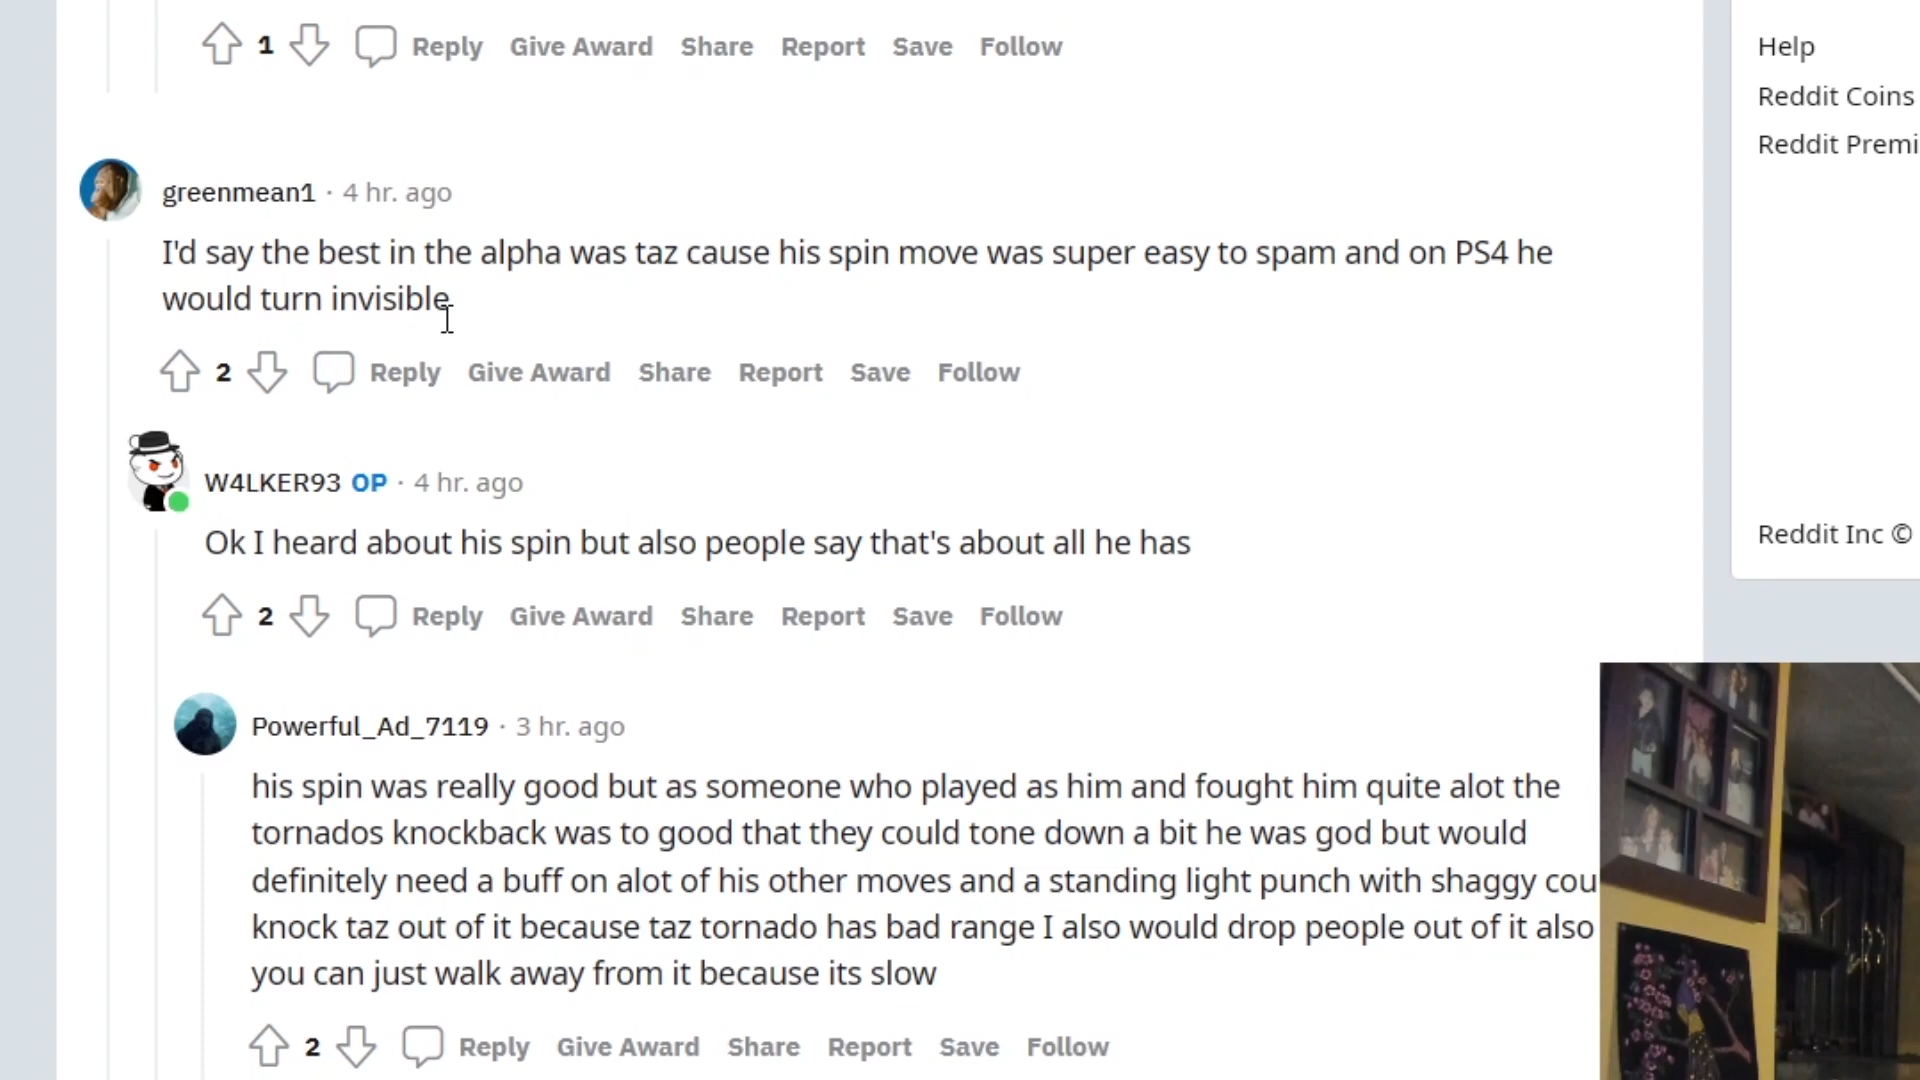 1 Reply Give Award Share Report Save Follow
Help
Reddit Coins
Reddit Premi
greenmean1 · 4 hr. ago
I'd say the best in the alpha was taz cause his spin move was super easy to spam and on PS4 he
would turn invisible
2 Reply Give Award Share Report Save Follow
W4LKER93 OP · 4 hr. ago
Ok I heard about his spin but also people say that's about all he has
Reddit Inc ©
2 Reply Give Award Share Report Save Follow
Powerful_Ad_7119 · 3 hr. ago
his spin was really good but as someone who played as him and fought him quite alot the
tornados knockback was to good that they could tone down a bit he was god but would
definitely need a buff on alot of his other moves and a standing light punch with shaggy cou
knock taz out of it because taz tornado has bad range I also would drop people out of it also
you can just walk away from it because its slow
2 Reply Give Award Share Report Save Follow